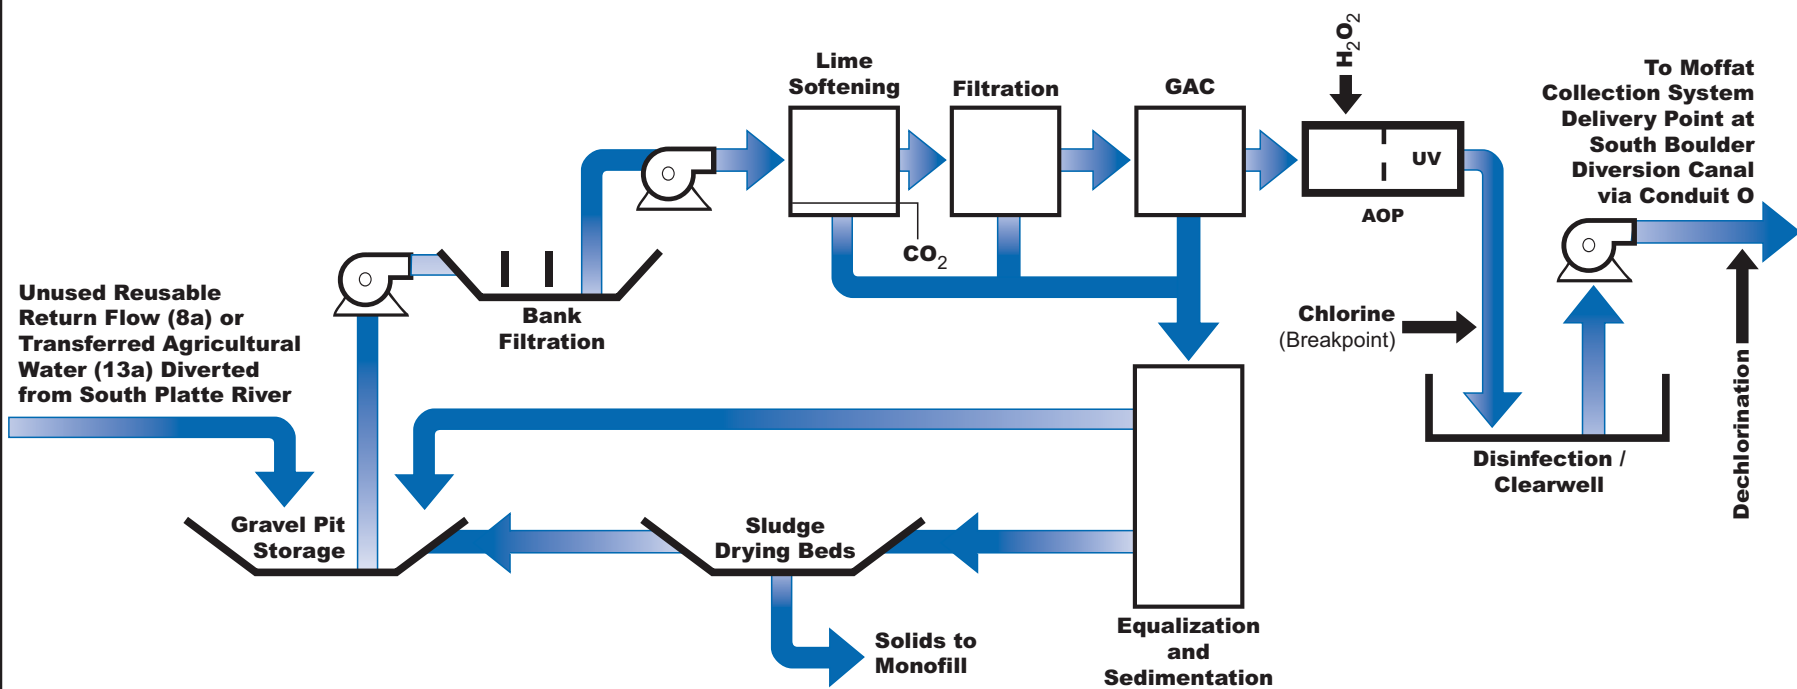 H₂O₂
Lime
Softening
Filtration
GAC
UV
AOP
To Moffat
Collection System
Delivery Point at
South Boulder
Diversion Canal
via Conduit O
CO₂
Unused Reusable
Return Flow (8a) or
Transferred Agricultural
Water (13a) Diverted
from South Platte River
Bank
Filtration
Chlorine
(Breakpoint)
Dechlorination
Disinfection /
Clearwell
Gravel Pit
Storage
Sludge
Drying Beds
Solids to
Monofill
Equalization
and
Sedimentation